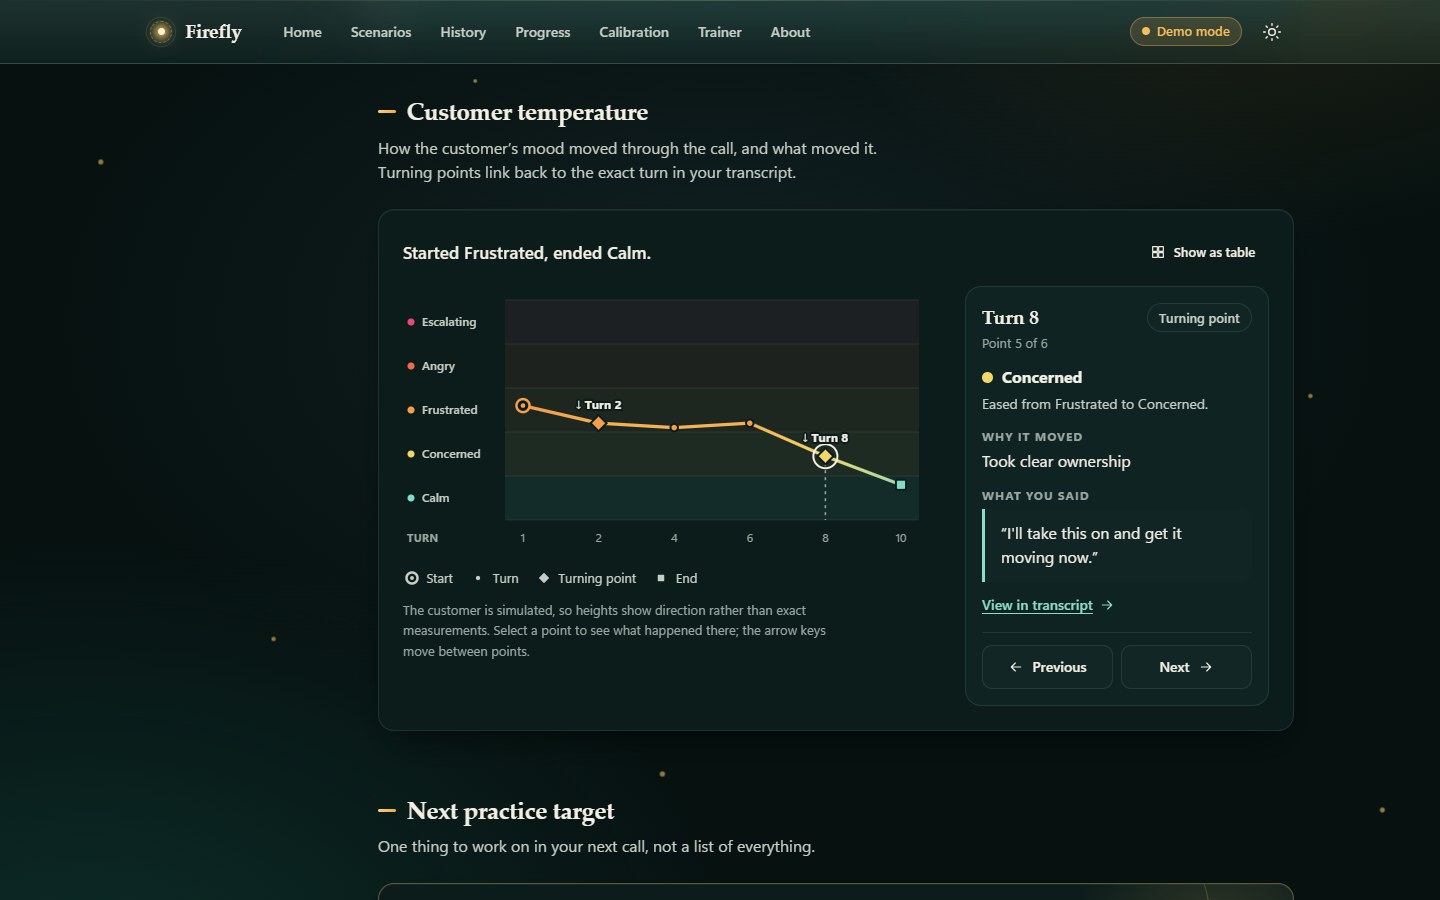 Firefly
Home
Scenarios
History
Progress
Calibration
Trainer
About
Demo mode
Customer temperature
How the customer’s mood moved through the call, and what moved it.
Turning points link back to the exact turn in your transcript.
Started Frustrated, ended Calm.
Show as table
Escalating
Angry
Frustrated
Concerned
Calm
↓ Turn 2
↓ Turn 8
TURN 1 2 4 6 8 10
Start
Turn
Turning point
End
The customer is simulated, so heights show direction rather than exact
measurements. Select a point to see what happened there; the arrow keys
move between points.
Turn 8
Turning point
Point 5 of 6
Concerned
Eased from Frustrated to Concerned.
WHY IT MOVED
Took clear ownership
WHAT YOU SAID
“I'll take this on and get it
moving now.”
View in transcript →
← Previous
Next →
Next practice target
One thing to work on in your next call, not a list of everything.